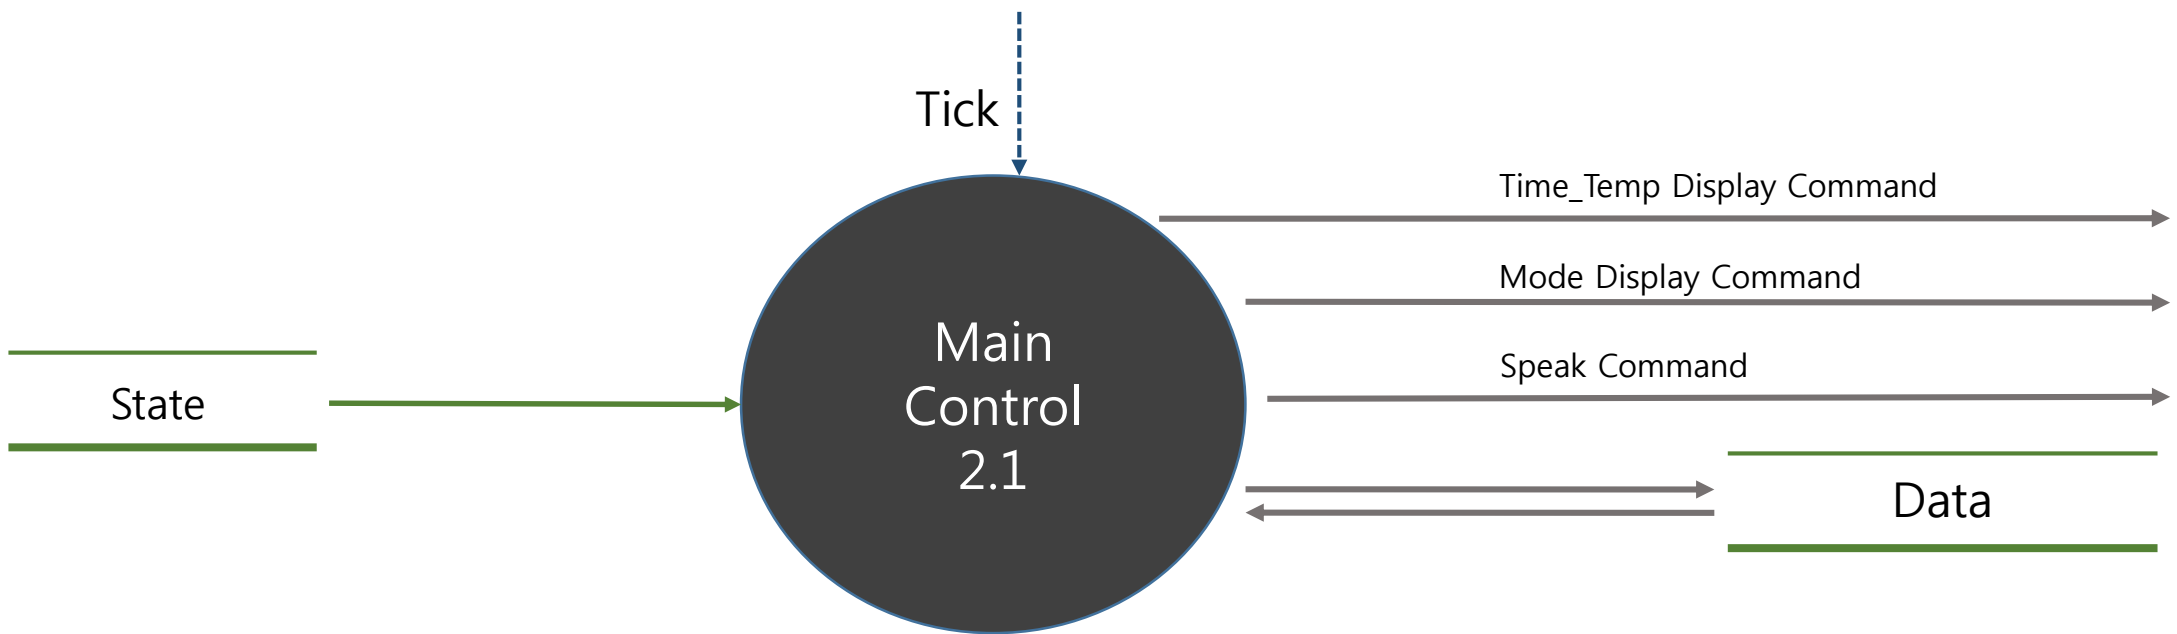 Tick
Time_Temp Display Command
Mode Display Command
Speak Command
State
Main
Control
2.1
Data